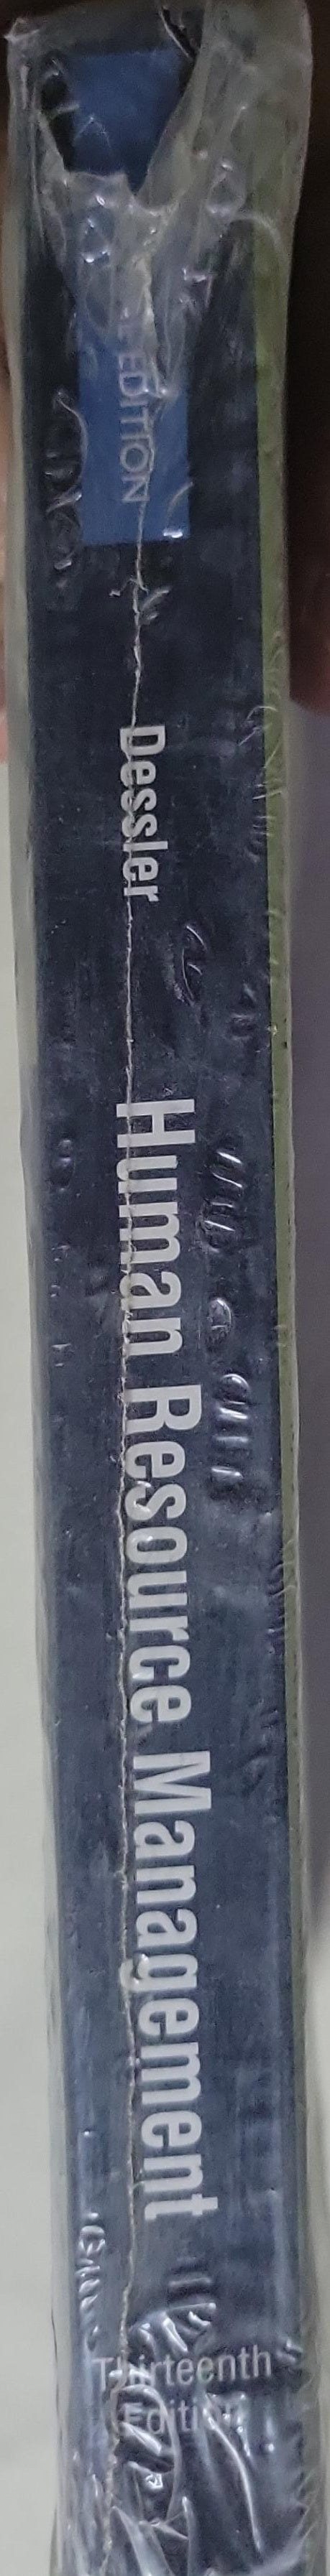 EDITION
Dessler
Human Resource Management
Thirteenth
Edition